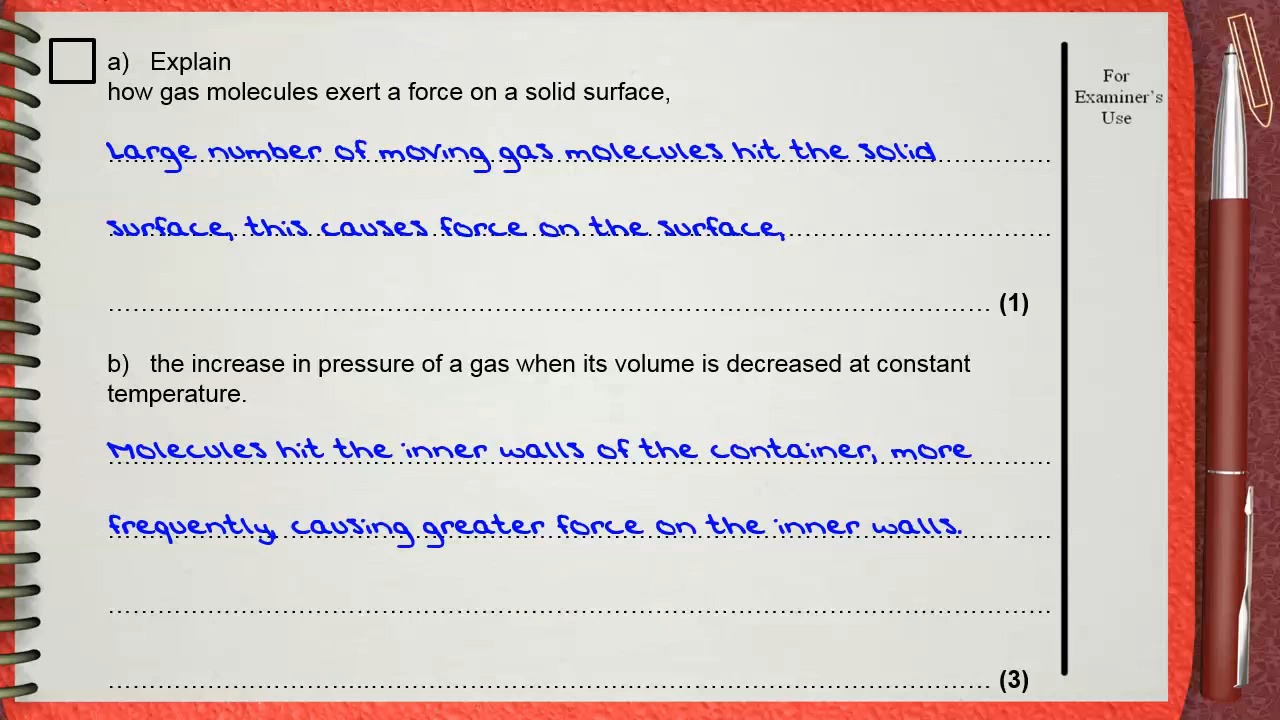 a) Explain
For
how gas molecules exert a force on a solid surface,
Examiner's
Use
Large number of moving gas molecules hit the solid
surface, this causes force on the surface,
(1)
b) the increase in pressure of a gas when its volume is decreased at constant
temperature.
Molecules hit the inner walls of the container, more
frequently, causing greater force on the inner walls.
(3)